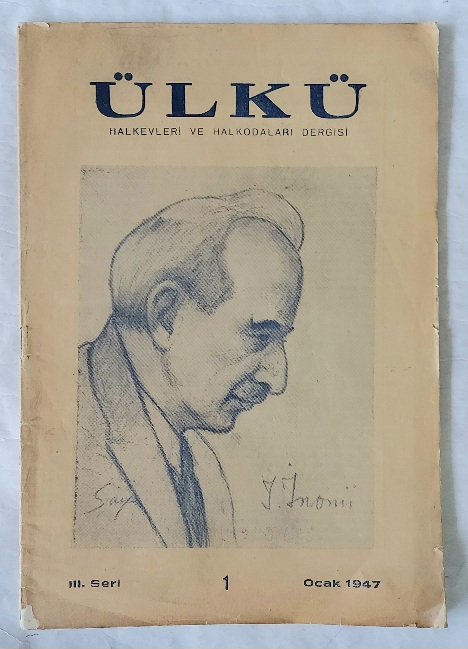 ÜLKÜ
HALKEVLERİ VE HALKODALARI DERGİSİ
İ. İnönü
III. Seri 1 Ocak 1947